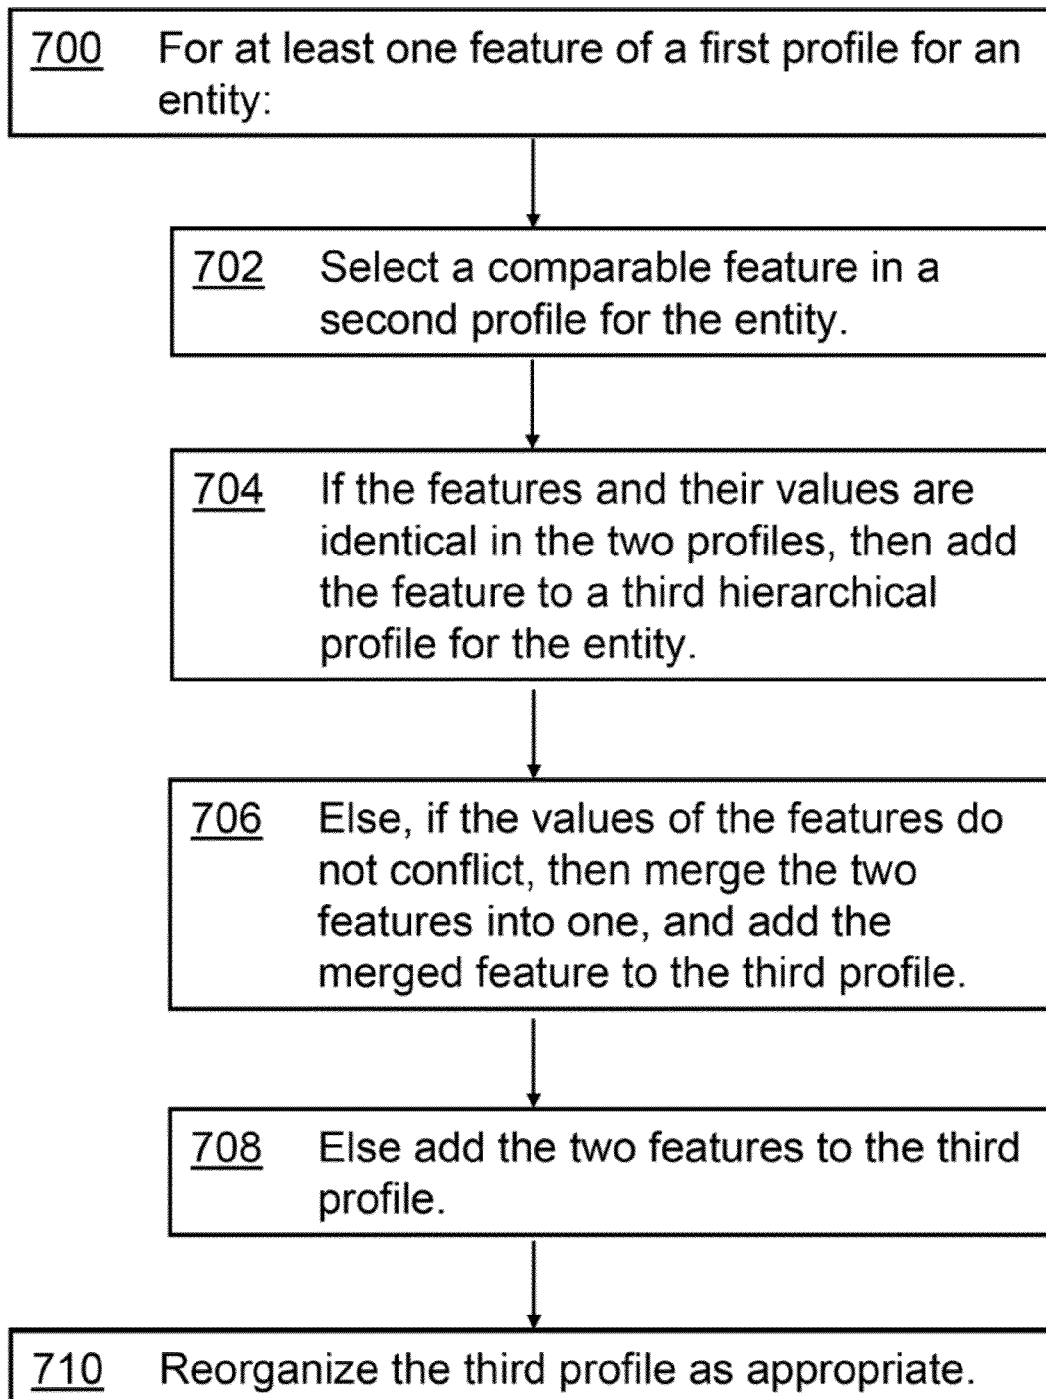 700 For at least one feature of a first profile for an
entity:
702 Select a comparable feature in a
second profile for the entity.
704 If the features and their values are
identical in the two profiles, then add
the feature to a third hierarchical
profile for the entity.
706 Else, if the values of the features do
not conflict, then merge the two
features into one, and add the
merged feature to the third profile.
708 Else add the two features to the third
profile.
710 Reorganize the third profile as appropriate.